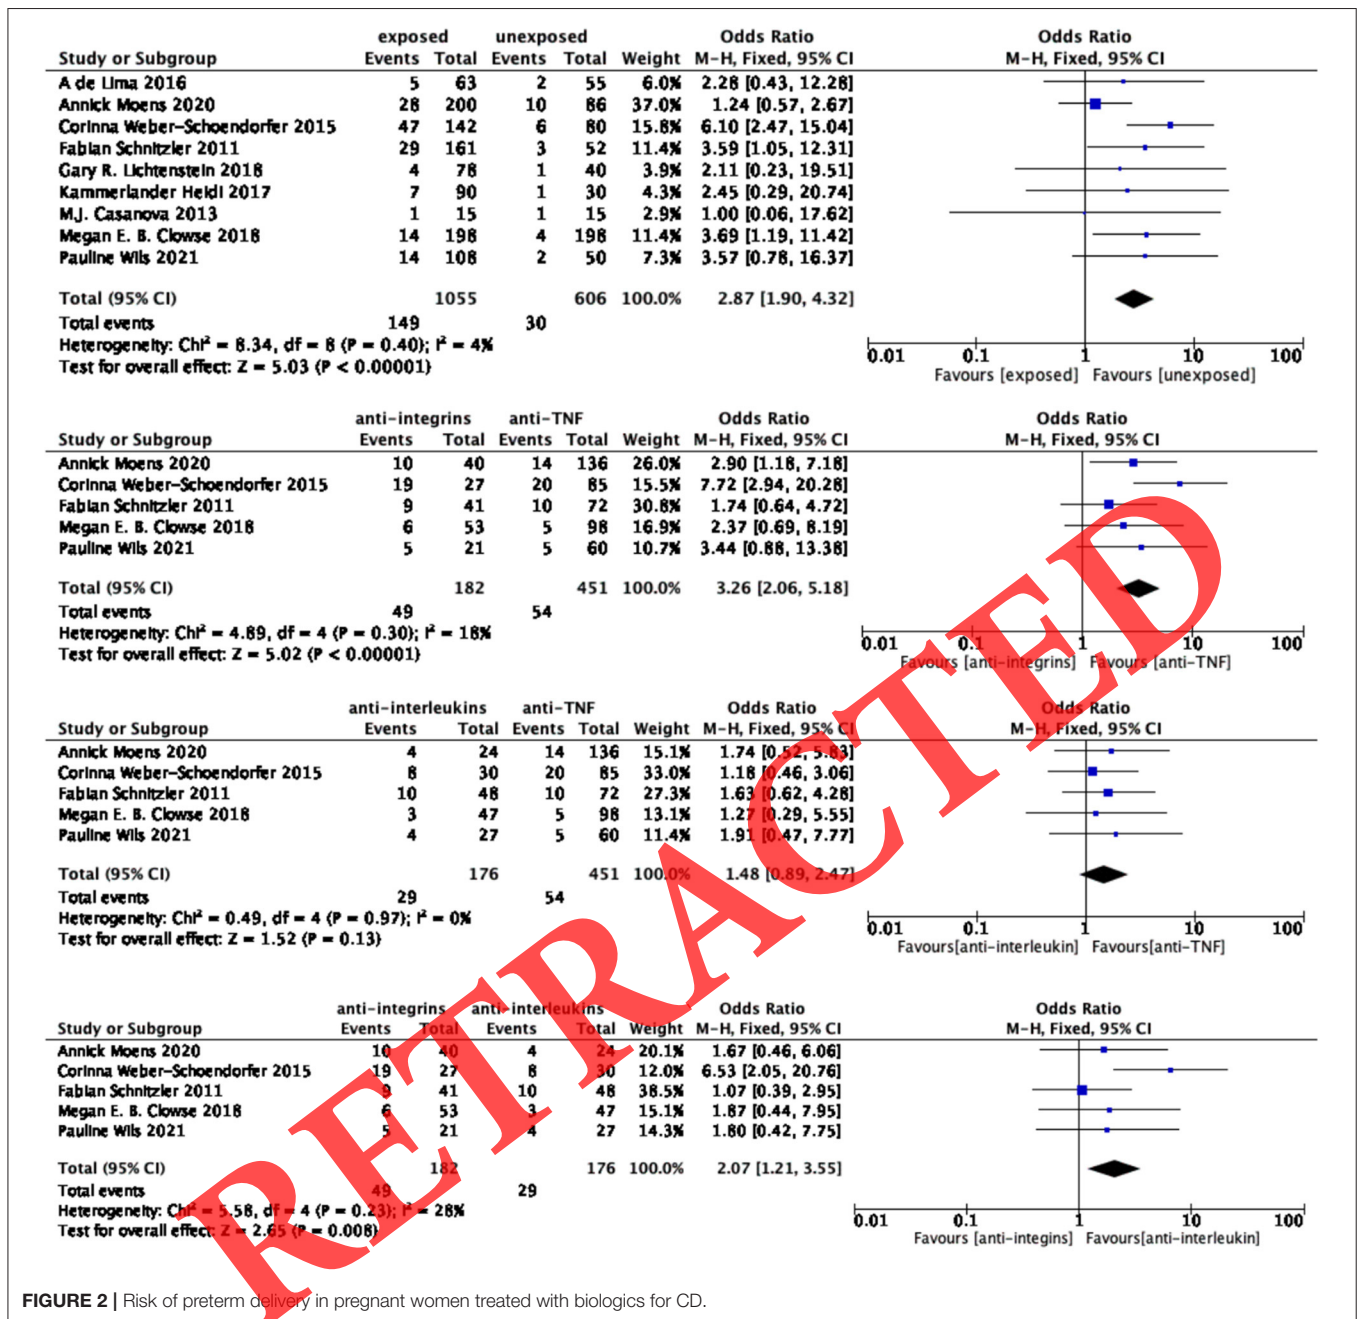 exposed unexposed Odds Ratio Odds Ratio
Study or Subgroup Events Total Events Total Weight M-H, Fixed, 95% CI M-H, Fixed, 95% CI
A de Lima 2016 5 63 2 55 6.0% 2.28 [0.43, 12.28]
Annick Moens 2020 28 200 10 86 37.0% 1.24 [0.57, 2.67]
Corinna Weber-Schoendorfer 2015 47 142 6 80 15.8% 6.10 [2.47, 15.04]
Fabian Schnitzler 2011 29 161 3 52 11.4% 3.59 [1.05, 12.31]
Gary R. Lichtenstein 2018 4 78 1 40 3.9% 2.11 [0.23, 19.51]
Kammerlander Heidi 2017 7 90 1 30 4.3% 2.45 [0.29, 20.74]
M.J. Casanova 2013 1 15 1 15 2.9% 1.00 [0.06, 17.62]
Megan E. B. Clowse 2018 14 198 4 198 11.4% 3.69 [1.19, 11.42]
Pauline Wils 2021 14 108 2 50 7.3% 3.57 [0.78, 16.37]
Total (95% CI) 1055 606 100.0% 2.87 [1.90, 4.32]
Total events 149 30
Heterogeneity: Chi² = 8.34, df = 8 (P = 0.40); I² = 4%
Test for overall effect: Z = 5.03 (P < 0.00001)
0.01 0.1 1 10 100
Favours [exposed] Favours [unexposed]
anti-integrins anti-TNF Odds Ratio Odds Ratio
Study or Subgroup Events Total Events Total Weight M-H, Fixed, 95% CI M-H, Fixed, 95% CI
Annick Moens 2020 10 40 14 136 26.0% 2.90 [1.18, 7.18]
Corinna Weber-Schoendorfer 2015 19 27 20 85 15.5% 7.72 [2.94, 20.28]
Fabian Schnitzler 2011 9 41 10 72 30.8% 1.74 [0.64, 4.72]
Megan E. B. Clowse 2018 6 53 5 98 16.9% 2.37 [0.69, 8.19]
Pauline Wils 2021 5 21 5 60 10.7% 3.44 [0.88, 13.38]
Total (95% CI) 182 451 100.0% 3.26 [2.06, 5.18]
Total events 49 54
Heterogeneity: Chi² = 4.89, df = 4 (P = 0.30); I² = 18%
Test for overall effect: Z = 5.02 (P < 0.00001)
0.01 0.1 1 10 100
Favours [anti-integrins] Favours [anti-TNF]
anti-interleukins anti-TNF Odds Ratio Odds Ratio
Study or Subgroup Events Total Events Total Weight M-H, Fixed, 95% CI M-H, Fixed, 95% CI
Annick Moens 2020 4 24 14 136 15.1% 1.74 [0.52, 5.83]
Corinna Weber-Schoendorfer 2015 8 30 20 85 33.0% 1.18 [0.46, 3.06]
Fabian Schnitzler 2011 10 48 10 72 27.3% 1.63 [0.62, 4.28]
Megan E. B. Clowse 2018 3 47 5 98 13.1% 1.27 [0.29, 5.55]
Pauline Wils 2021 4 27 5 60 11.4% 1.91 [0.47, 7.77]
Total (95% CI) 176 451 100.0% 1.48 [0.89, 2.47]
Total events 29 54
Heterogeneity: Chi² = 0.49, df = 4 (P = 0.97); I² = 0%
Test for overall effect: Z = 1.52 (P = 0.13)
0.01 0.1 1 10 100
Favours[anti-interleukin] Favours[anti-TNF]
anti-integrins anti-interleukins Odds Ratio Odds Ratio
Study or Subgroup Events Total Events Total Weight M-H, Fixed, 95% CI M-H, Fixed, 95% CI
Annick Moens 2020 10 40 4 24 20.1% 1.67 [0.46, 6.06]
Corinna Weber-Schoendorfer 2015 19 27 8 30 12.0% 6.53 [2.05, 20.76]
Fabian Schnitzler 2011 9 41 10 48 38.5% 1.07 [0.39, 2.95]
Megan E. B. Clowse 2018 6 53 3 47 15.1% 1.87 [0.44, 7.95]
Pauline Wils 2021 5 21 4 27 14.3% 1.80 [0.42, 7.75]
Total (95% CI) 182 176 100.0% 2.07 [1.21, 3.55]
Total events 49 29
Heterogeneity: Chi² = 5.58, df = 4 (P = 0.23); I² = 28%
Test for overall effect: Z = 2.65 (P = 0.008)
0.01 0.1 1 10 100
Favours [anti-integins] Favours[anti-interleukin]
RETRACTED
FIGURE 2 | Risk of preterm delivery in pregnant women treated with biologics for CD.